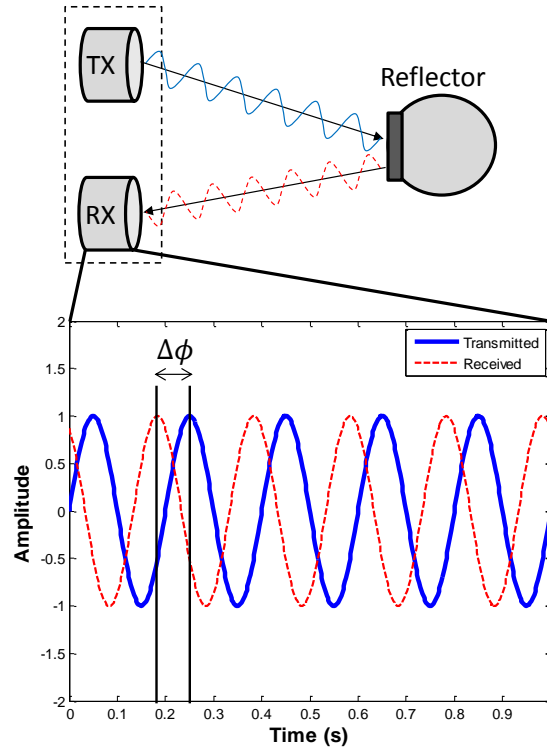 TX
Reflector
RX
Δϕ
Transmitted
Received
2
1.5
1
0.5
0
-0.5
-1
-1.5
-2
Amplitude
0 0.1 0.2 0.3 0.4 0.5 0.6 0.7 0.8 0.9
Time (s)